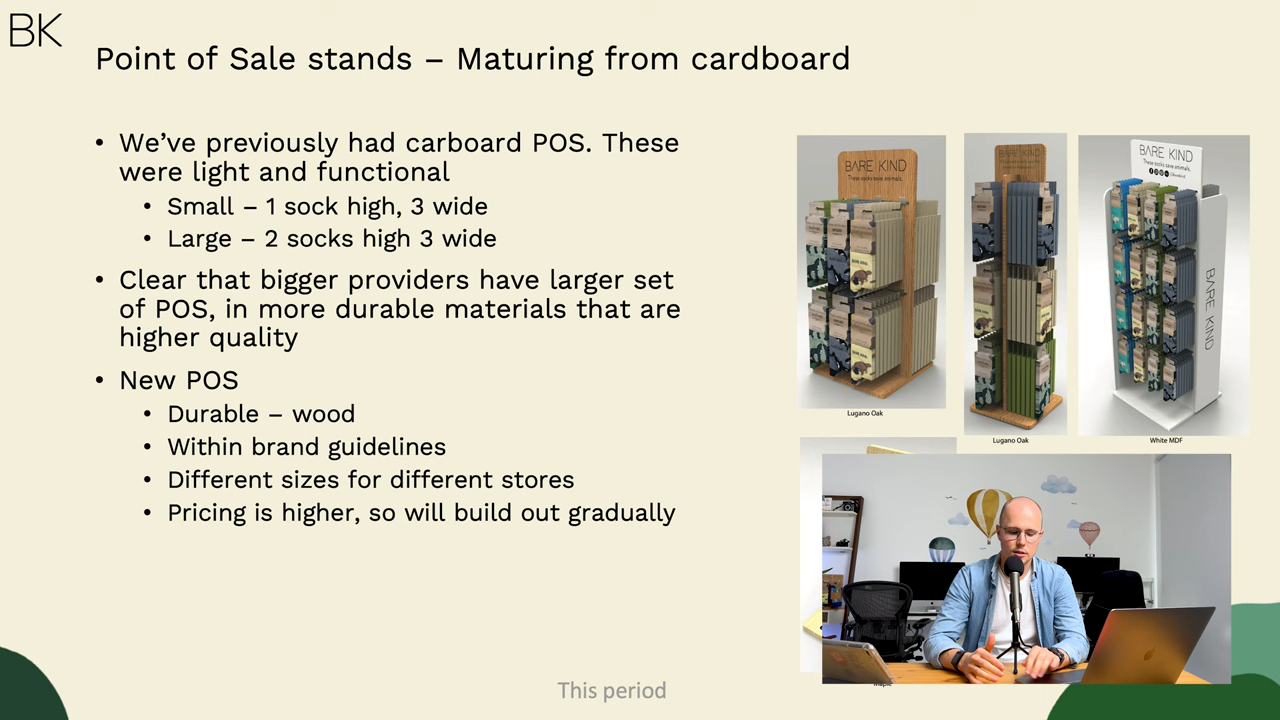 BK
Point of Sale stands – Maturing from cardboard
• We’ve previously had carboard POS. These
were light and functional
• Small – 1 sock high, 3 wide
• Large – 2 socks high 3 wide
• Clear that bigger providers have larger set
of POS, in more durable materials that are
higher quality
• New POS
• Durable – wood
• Within brand guidelines
• Different sizes for different stores
• Pricing is higher, so will build out gradually
BARE KIND
These socks save animals.
Lugano Oak
BARE KIND
Lugano Oak
BARE KIND
These socks save animals.
BARE KIND
White MDF
This period